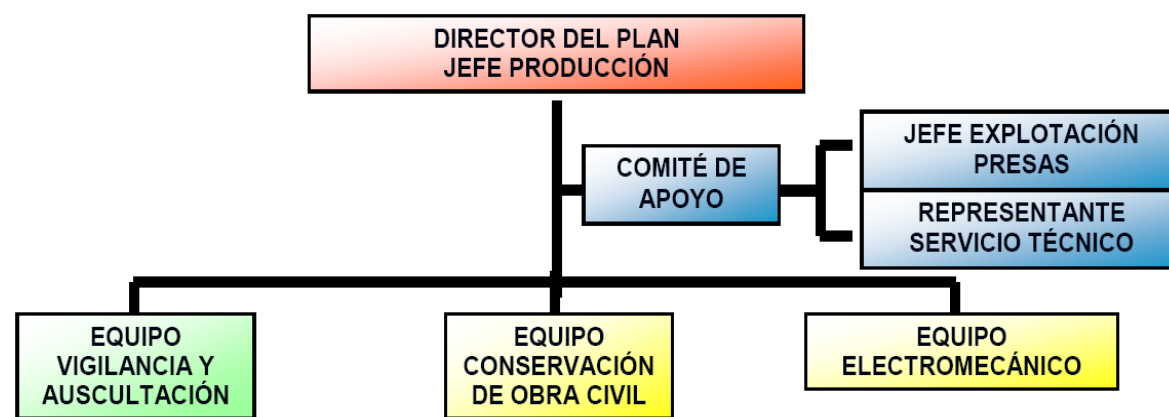 DIRECTOR DEL PLAN
JEFE PRODUCCIÓN
COMITÉ DE
APOYO
JEFE EXPLOTACIÓN
PRESAS
REPRESENTANTE
SERVICIO TÉCNICO
EQUIPO
VIGILANCIA Y
AUSCULTACIÓN
EQUIPO
CONSERVACIÓN
DE OBRA CIVIL
EQUIPO
ELECTROMECÁNICO